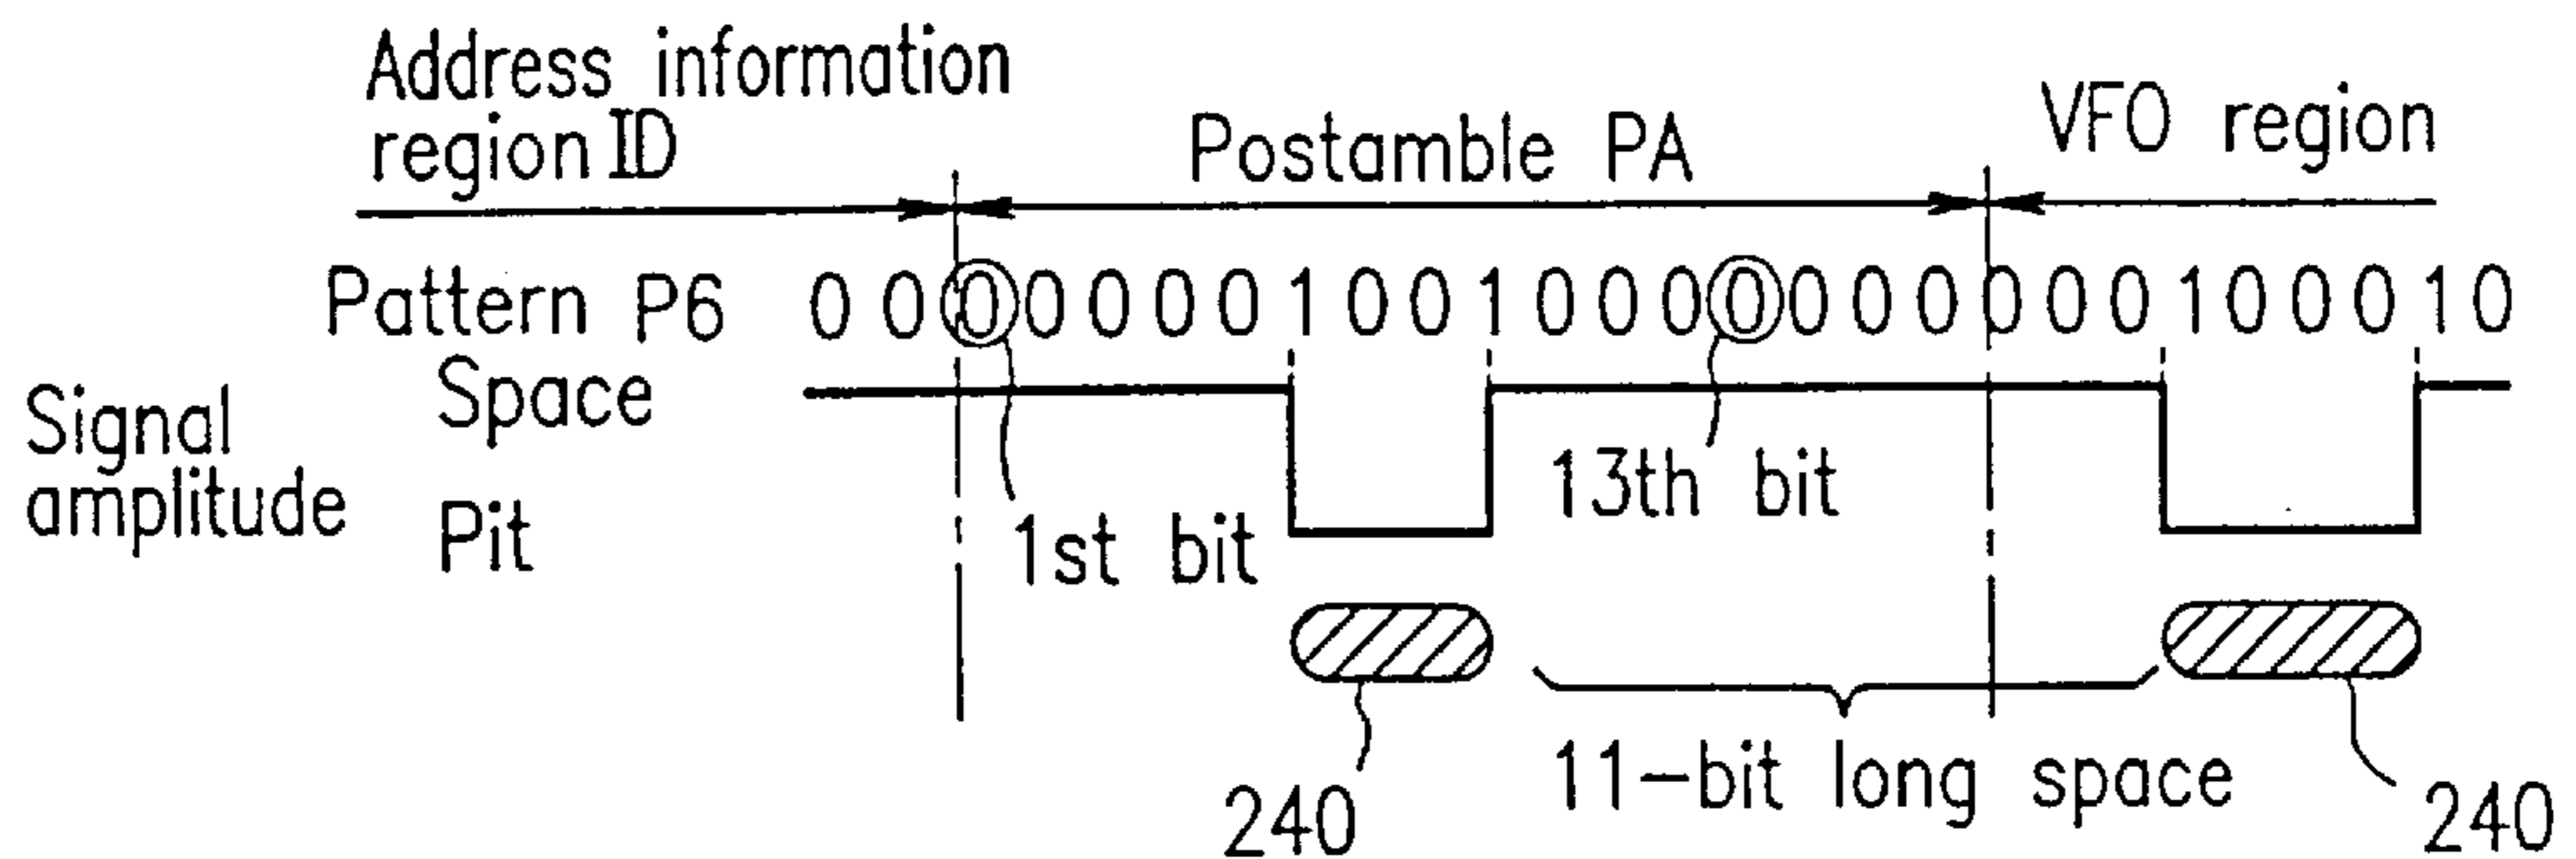 Address information
region ID
Postamble PA
VFO region
Pattern P6
0 0 0 0 0 0 0 1 0 0 1 0 0 0 0 0 0 0 0 0 0 1 0 0 0 1 0
Signal
amplitude
Space
Pit
1st bit
13th bit
11-bit long space
240
240